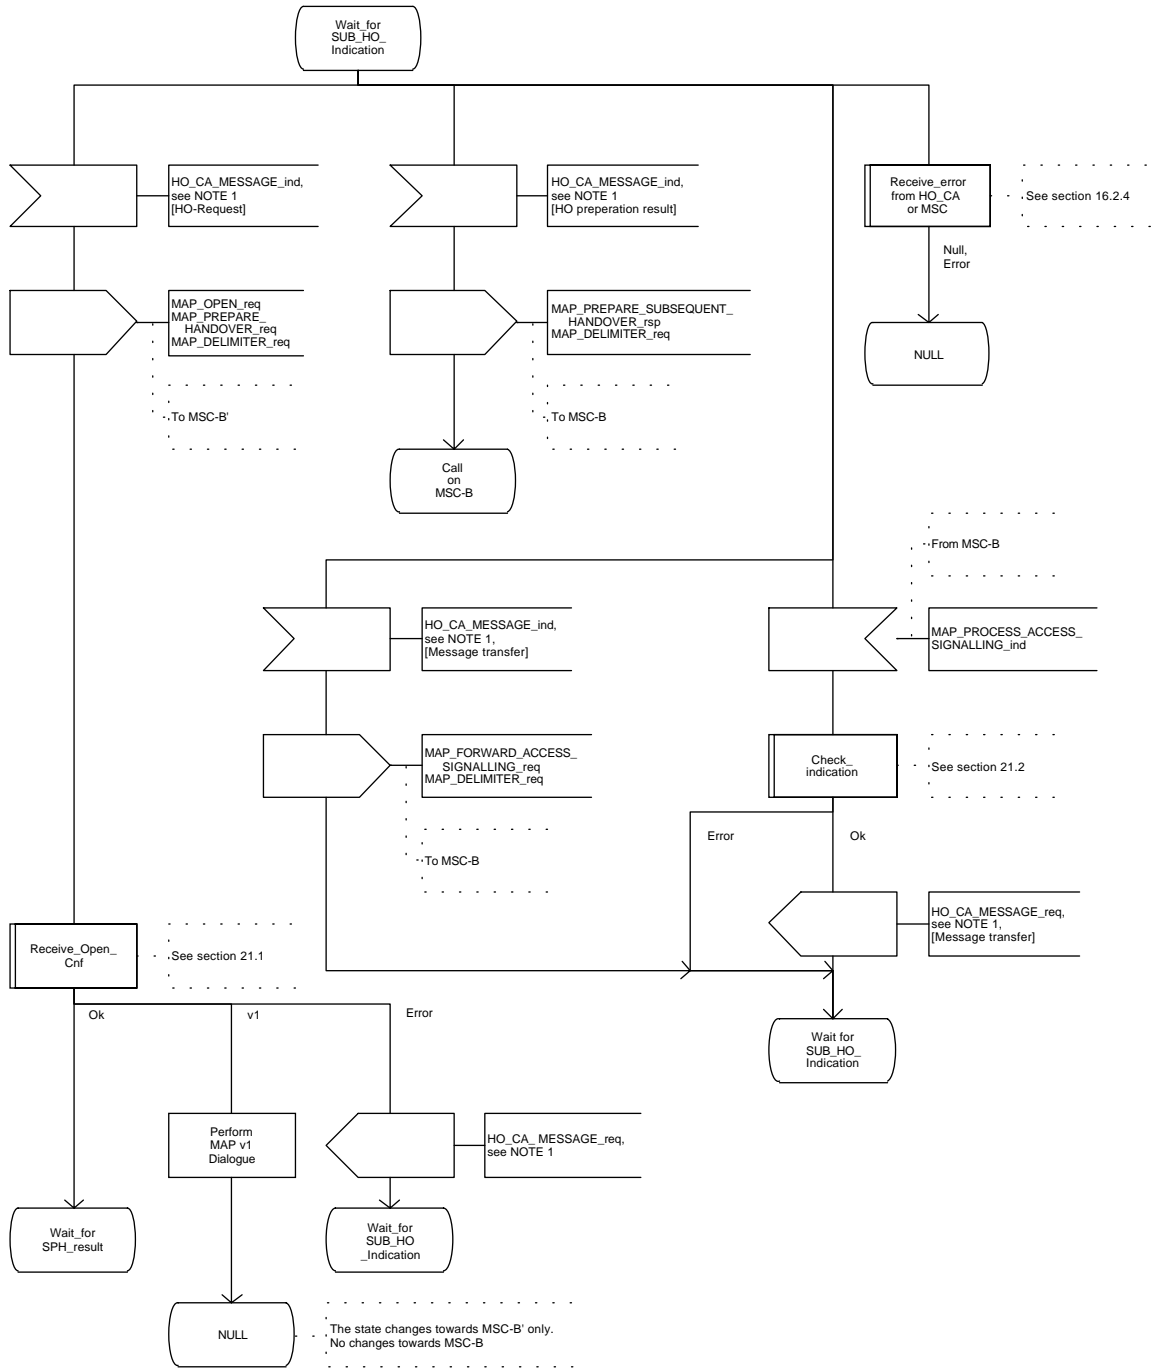 Wait_for
SUB_HO_
Indication
HO_CA_MESSAGE_ind,
see NOTE 1
[HO-Request]
HO_CA_MESSAGE_ind,
see NOTE 1
[HO preperation result]
Receive_error
from HO_CA
or MSC
See section 16.2.4
Null,
Error
MAP_OPEN_req
MAP_PREPARE_
HANDOVER_req
MAP_DELIMITER_req
MAP_PREPARE_SUBSEQUENT_
HANDOVER_rsp
MAP_DELIMITER_req
NULL
To MSC-B'
To MSC-B
Call
on
MSC-B
From MSC-B
HO_CA_MESSAGE_ind,
see NOTE 1,
[Message transfer]
MAP_PROCESS_ACCESS_
SIGNALLING_ind
MAP_FORWARD_ACCESS_
SIGNALLING_req
MAP_DELIMITER_req
Check_
indication
See section 21.2
To MSC-B
Error
Ok
HO_CA_MESSAGE_req,
see NOTE 1,
[Message transfer]
Receive_Open_
Cnf
See section 21.1
Ok
v1
Error
Wait for
SUB_HO_
Indication
Perform
MAP v1
Dialogue
HO_CA_ MESSAGE_req,
see NOTE 1
Wait_for
SPH_result
Wait_for
SUB_HO
_Indication
NULL
The state changes towards MSC-B' only.
No changes towards MSC-B